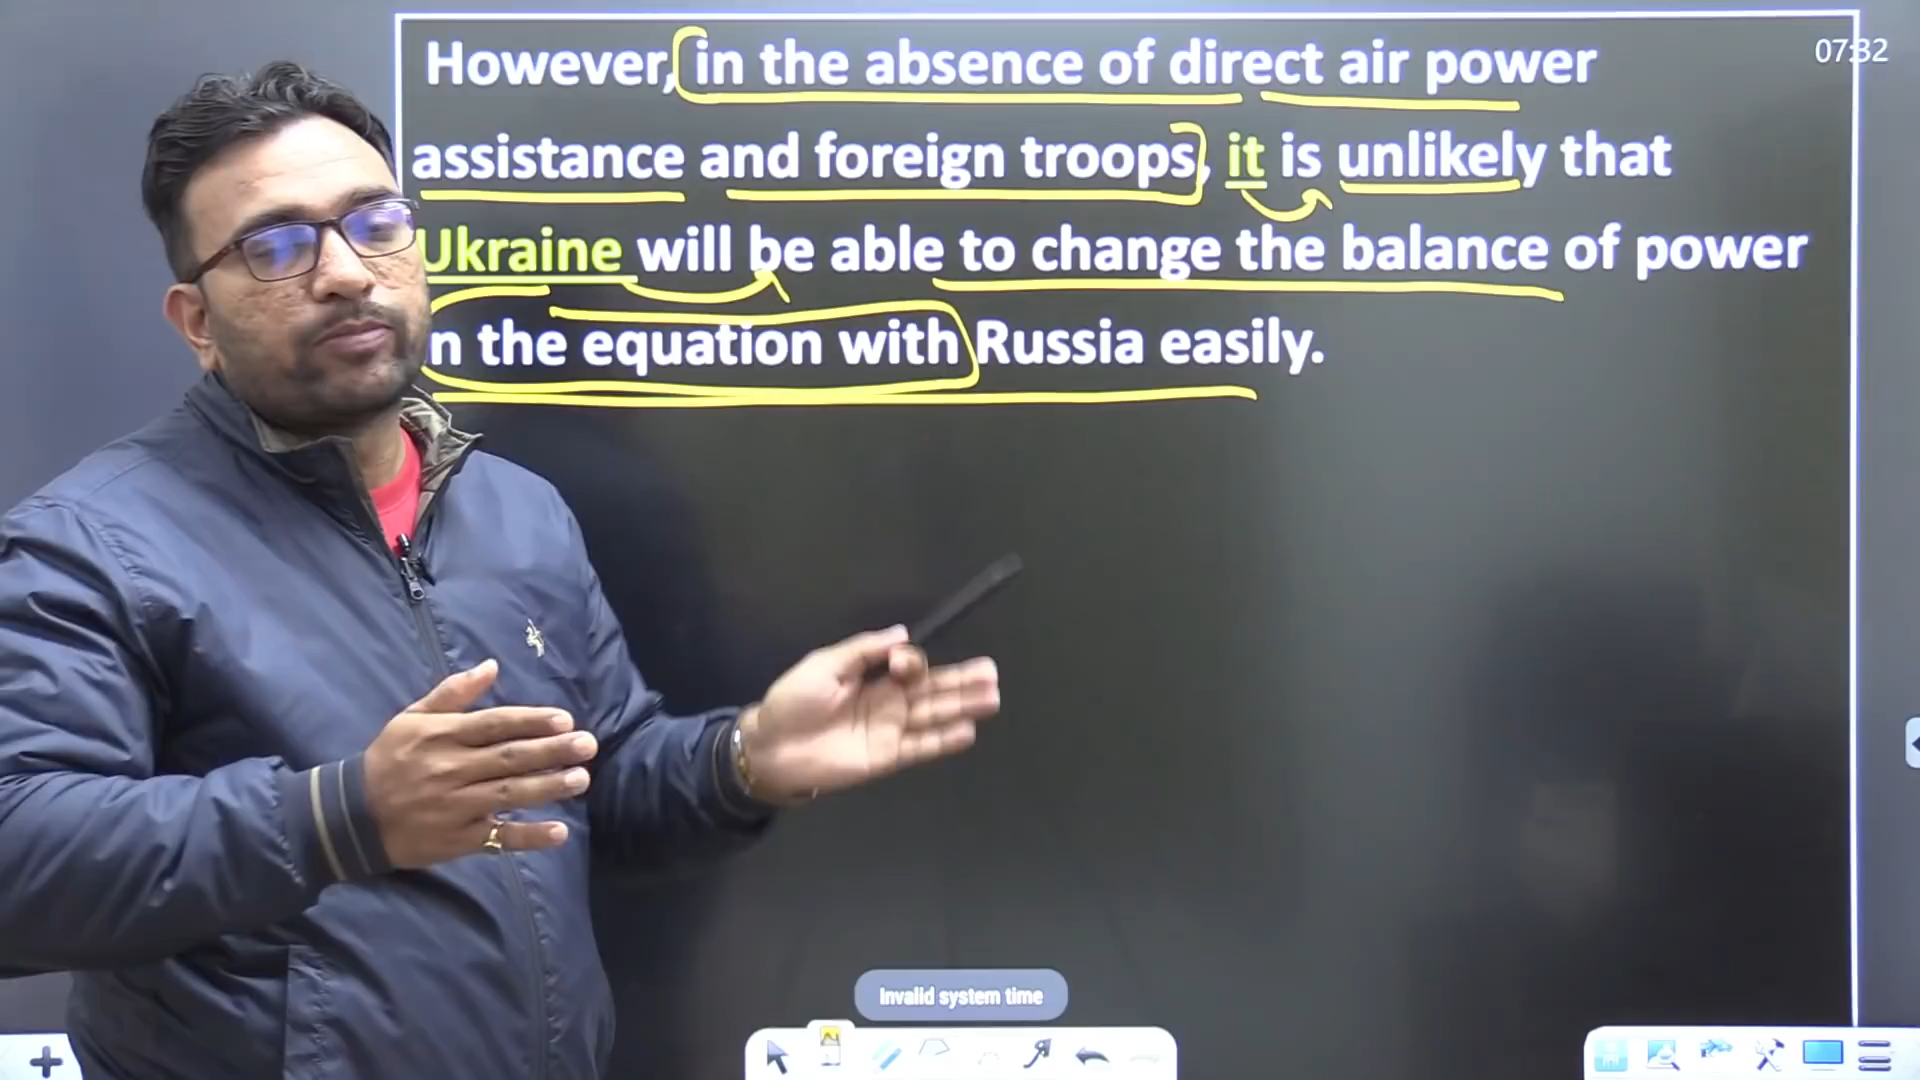 However, in the absence of direct air power
07:32
assistance and foreign troops, it is unlikely that
Ukraine will be able to change the balance of power
in the equation with Russia easily.
Invalid system time